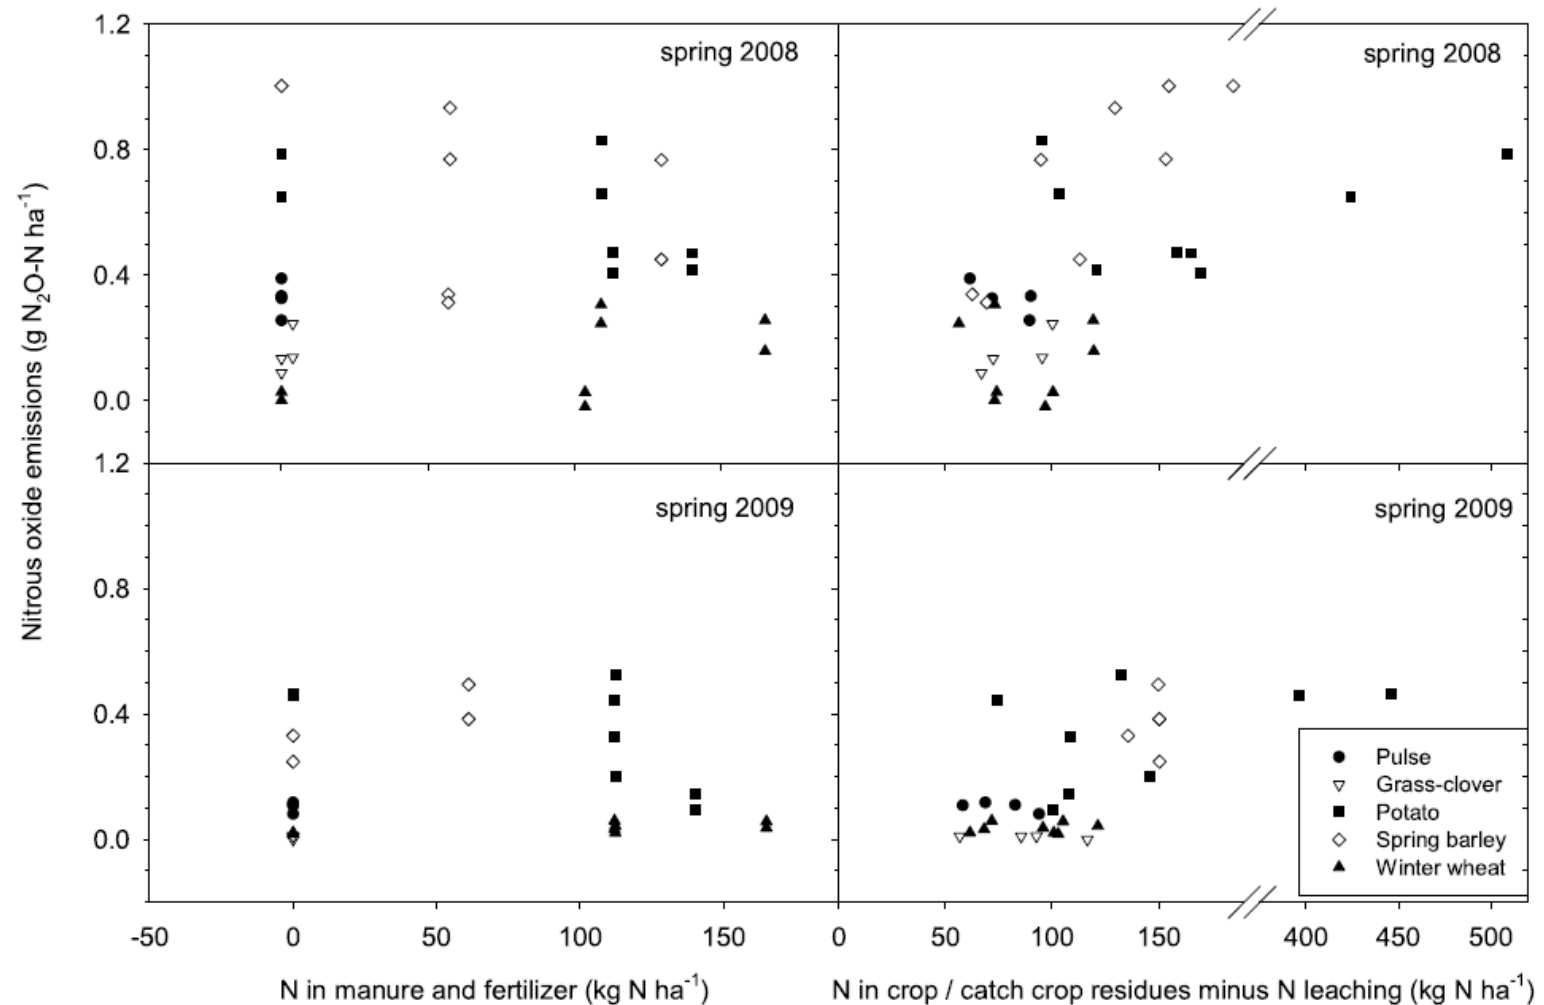 Nitrous oxide emissions (g N2O-N ha-1)
1.2
0.8
0.4
0.0
1.2
0.8
0.4
0.0
spring 2008
spring 2008
spring 2009
spring 2009
Pulse
Grass-clover
Potato
Spring barley
Winter wheat
-50 0 50 100 150
0 50 100 150 400 450 500
N in manure and fertilizer (kg N ha-1)
N in crop / catch crop residues minus N leaching (kg N ha-1)